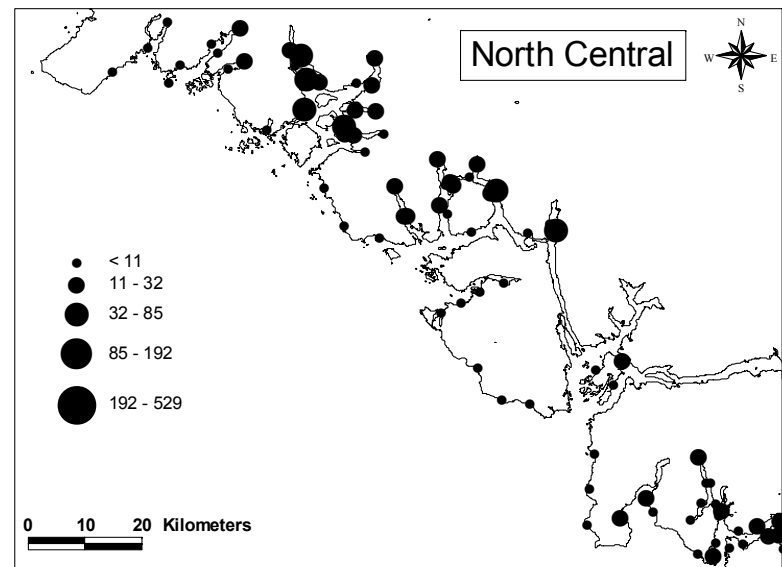 North Central
N
W E
S
< 11
11 - 32
32 - 85
85 - 192
192 - 529
0 10 20 Kilometers